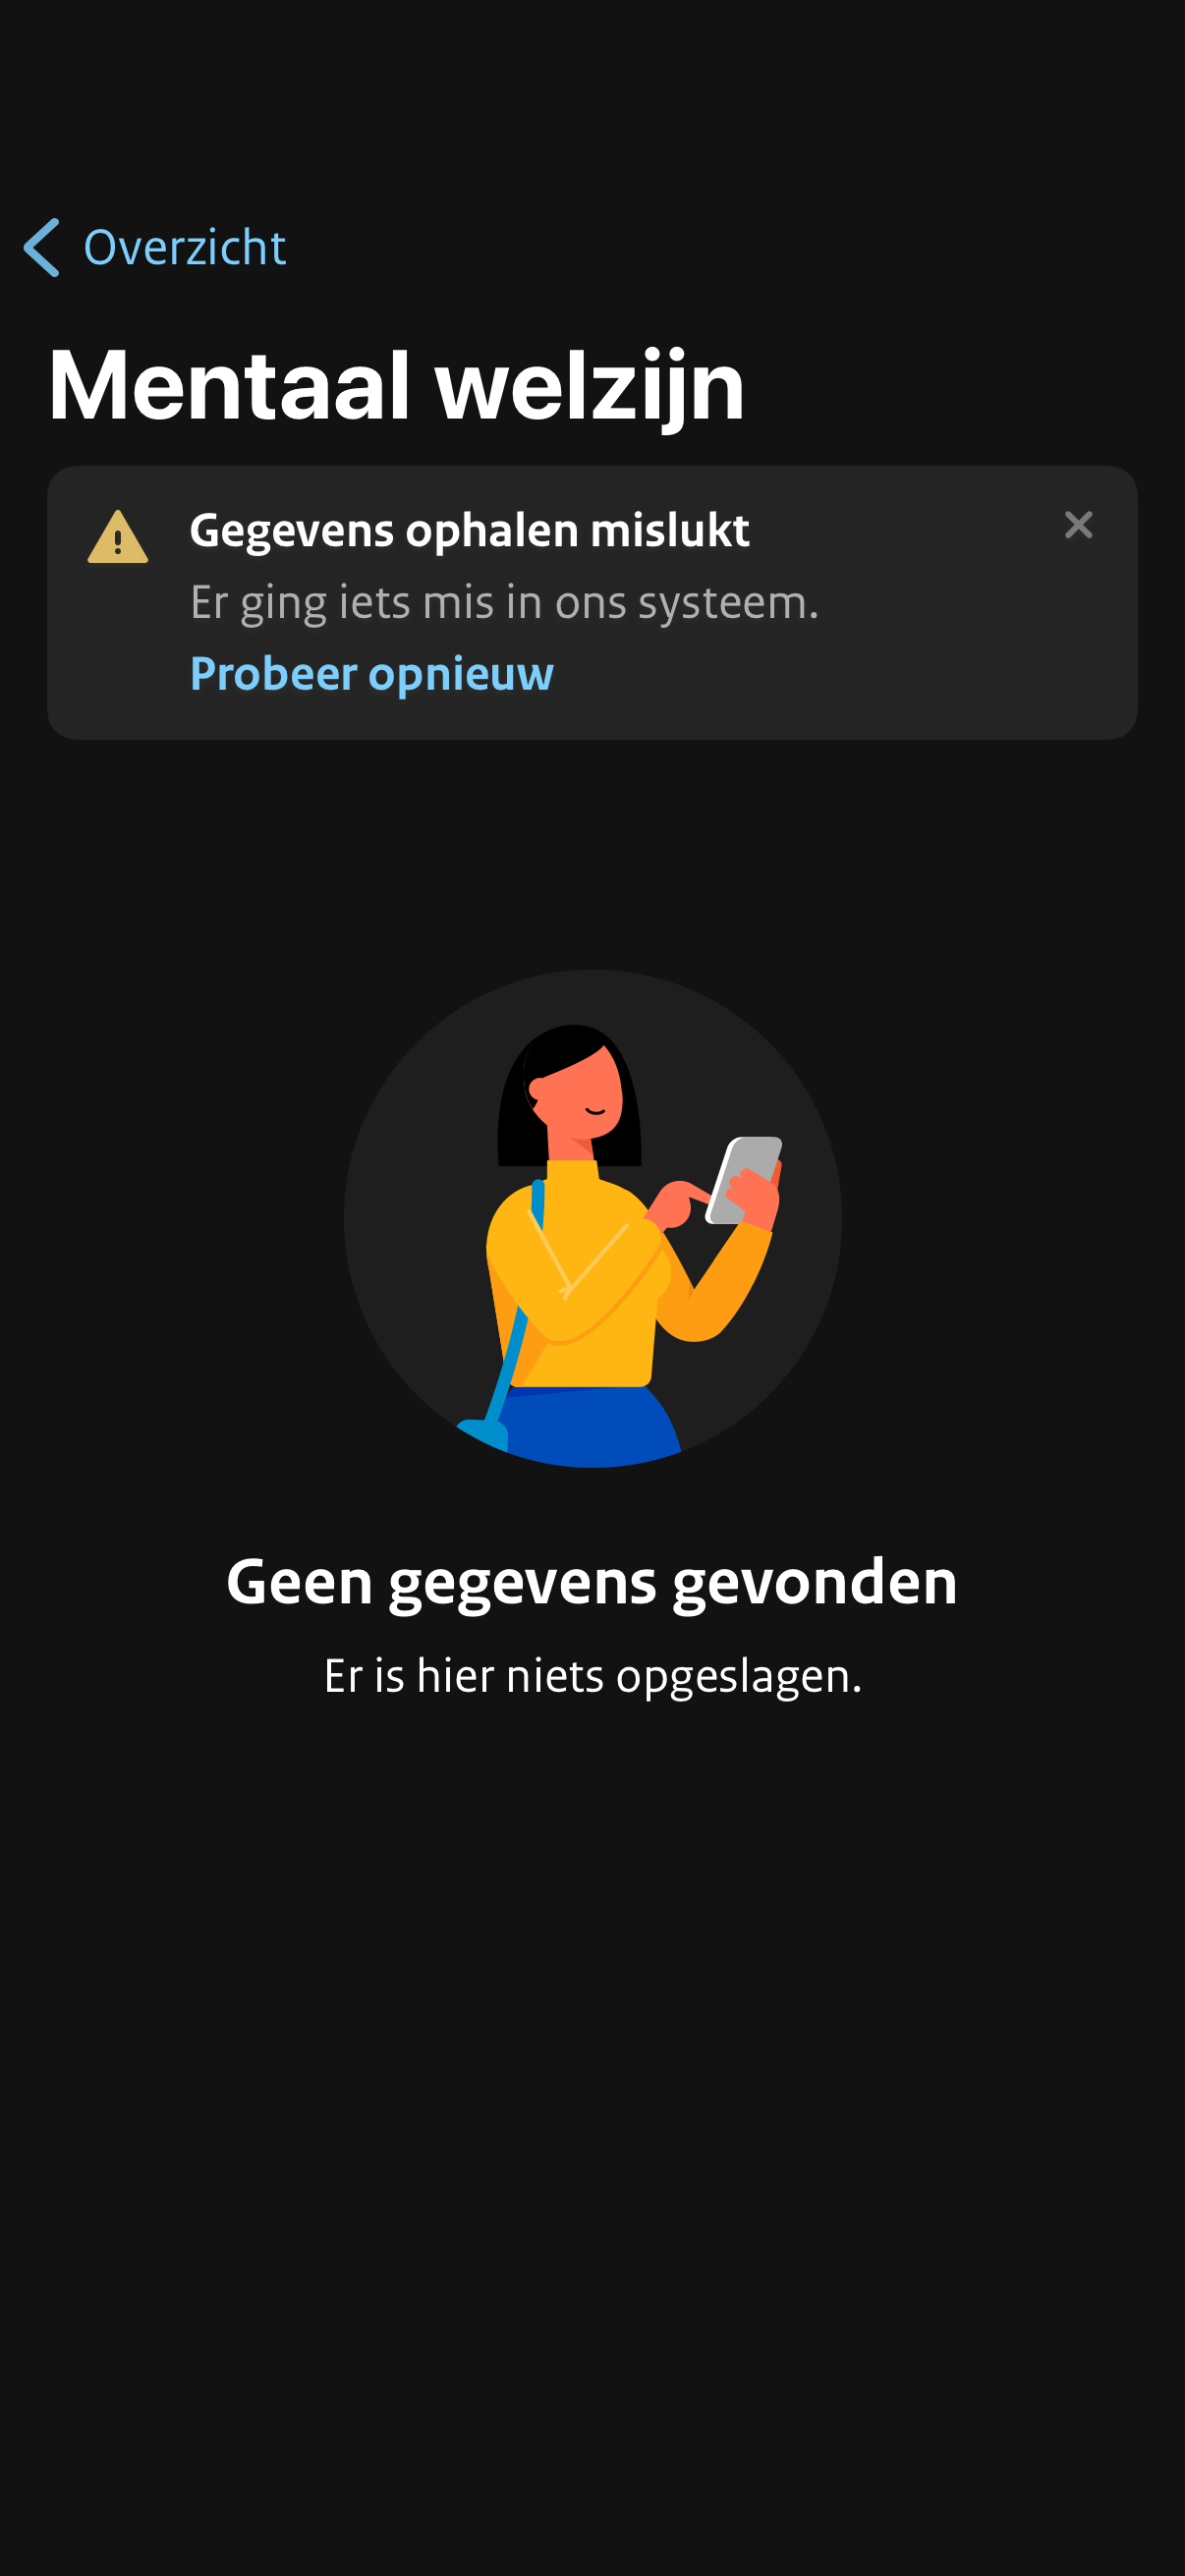 Overzicht
Mentaal welzijn
Gegevens ophalen mislukt
Er ging iets mis in ons systeem.
Probeer opnieuw
Geen gegevens gevonden
Er is hier niets opgeslagen.